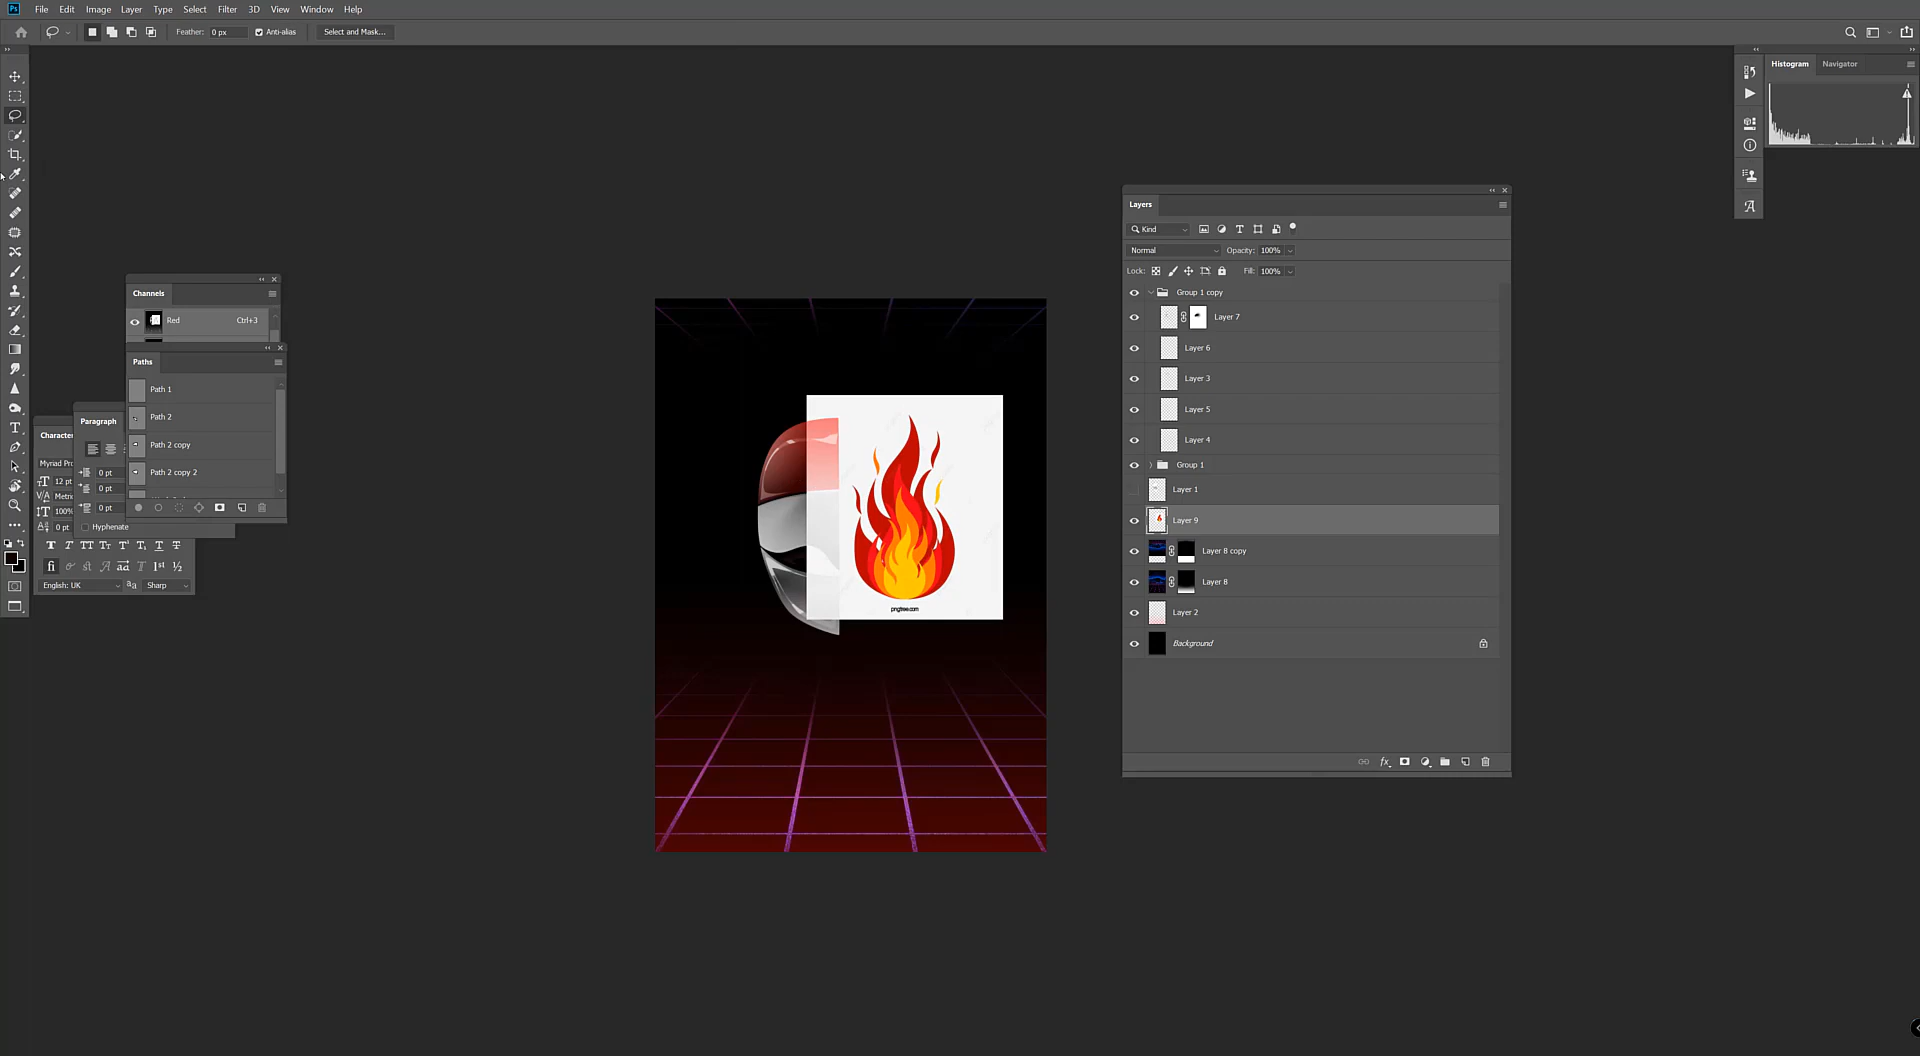 Ps File Edit Image Layer Type Select Filter 3D View Window Help
Feather: 0 px Anti-alias Select and Mask...
Histogram Navigator
Channels
Red Ctrl+3
Paths
Path 1
Path 2
Path 2 copy
Path 2 copy 2
Paragraph
0 pt
0 pt
0 pt
Hyphenate
Character
Myriad Pro
12 pt
Metric
100%
0 pt
English: UK Sharp
Layers
Kind
Normal Opacity: 100%
Lock: Fill: 100%
Group 1 copy
Layer 7
Layer 6
Layer 3
Layer 5
Layer 4
Group 1
Layer 1
Layer 9
Layer 8 copy
Layer 8
Layer 2
Background
pngtree.com